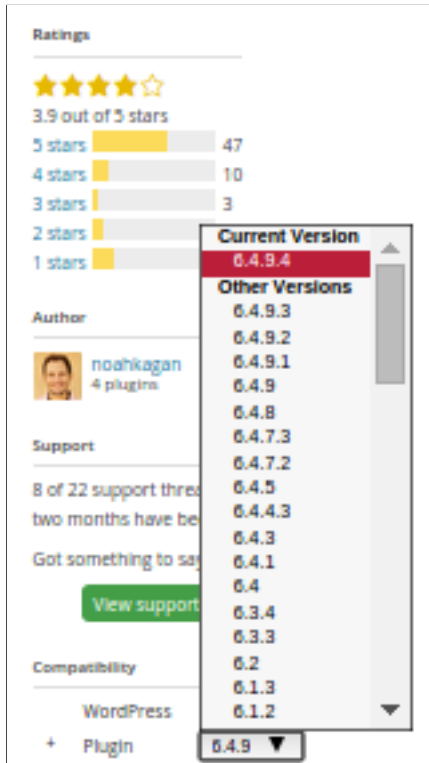 Ratings
3.9 out of 5 stars
5 stars 47
4 stars 10
3 stars 3
2 stars
1 stars
Current Version
6.4.9.4
Other Versions
6.4.9.3
6.4.9.2
6.4.9.1
6.4.9
6.4.8
6.4.7.3
6.4.7.2
6.4.5
6.4.4.3
6.4.3
6.4.1
6.4
6.3.4
6.3.3
6.2
6.1.3
6.1.2
Author
noahkagan
4 plugins
Support
8 of 22 support threa
two months have be
Got something to say
View support
Compatibility
WordPress
+ Plugin 6.4.9 ▼